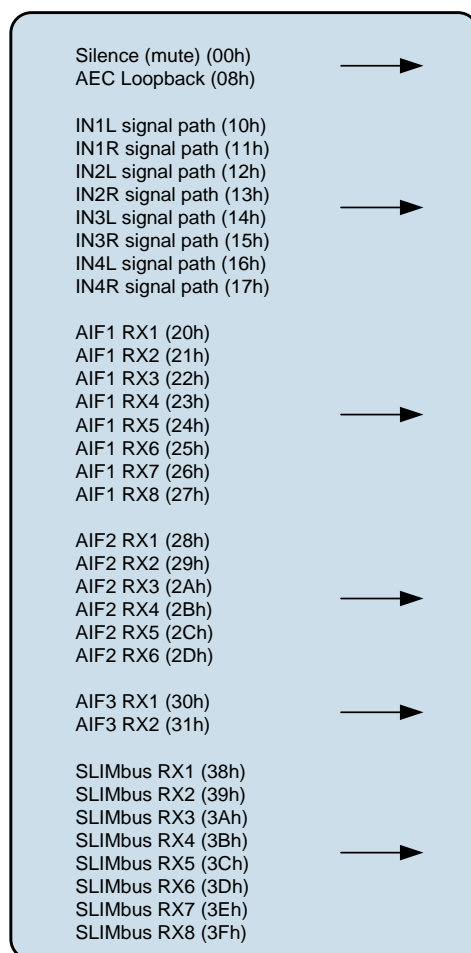 Silence (mute) (00h)
AEC Loopback (08h)
IN1L signal path (10h)
IN1R signal path (11h)
IN2L signal path (12h)
IN2R signal path (13h)
IN3L signal path (14h)
IN3R signal path (15h)
IN4L signal path (16h)
IN4R signal path (17h)
AIF1 RX1 (20h)
AIF1 RX2 (21h)
AIF1 RX3 (22h)
AIF1 RX4 (23h)
AIF1 RX5 (24h)
AIF1 RX6 (25h)
AIF1 RX7 (26h)
AIF1 RX8 (27h)
AIF2 RX1 (28h)
AIF2 RX2 (29h)
AIF2 RX3 (2Ah)
AIF2 RX4 (2Bh)
AIF2 RX5 (2Ch)
AIF2 RX6 (2Dh)
AIF3 RX1 (30h)
AIF3 RX2 (31h)
SLIMbus RX1 (38h)
SLIMbus RX2 (39h)
SLIMbus RX3 (3Ah)
SLIMbus RX4 (3Bh)
SLIMbus RX5 (3Ch)
SLIMbus RX6 (3Dh)
SLIMbus RX7 (3Eh)
SLIMbus RX8 (3Fh)